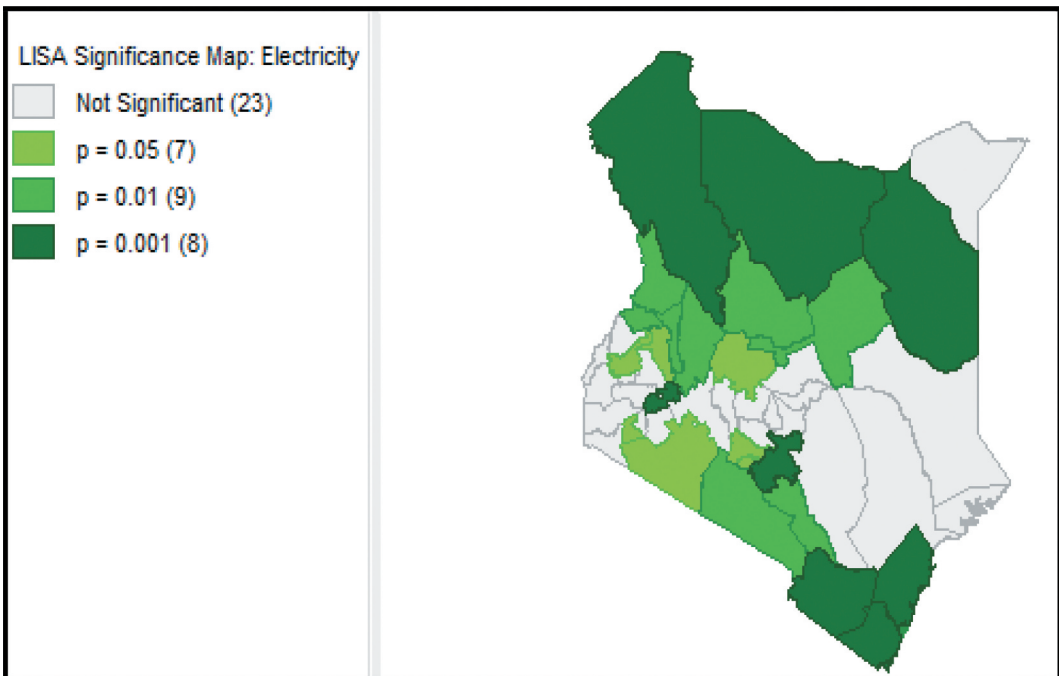 LISA Significance Map: Electricity
Not Significant (23)
p = 0.05 (7)
p = 0.01 (9)
p = 0.001 (8)